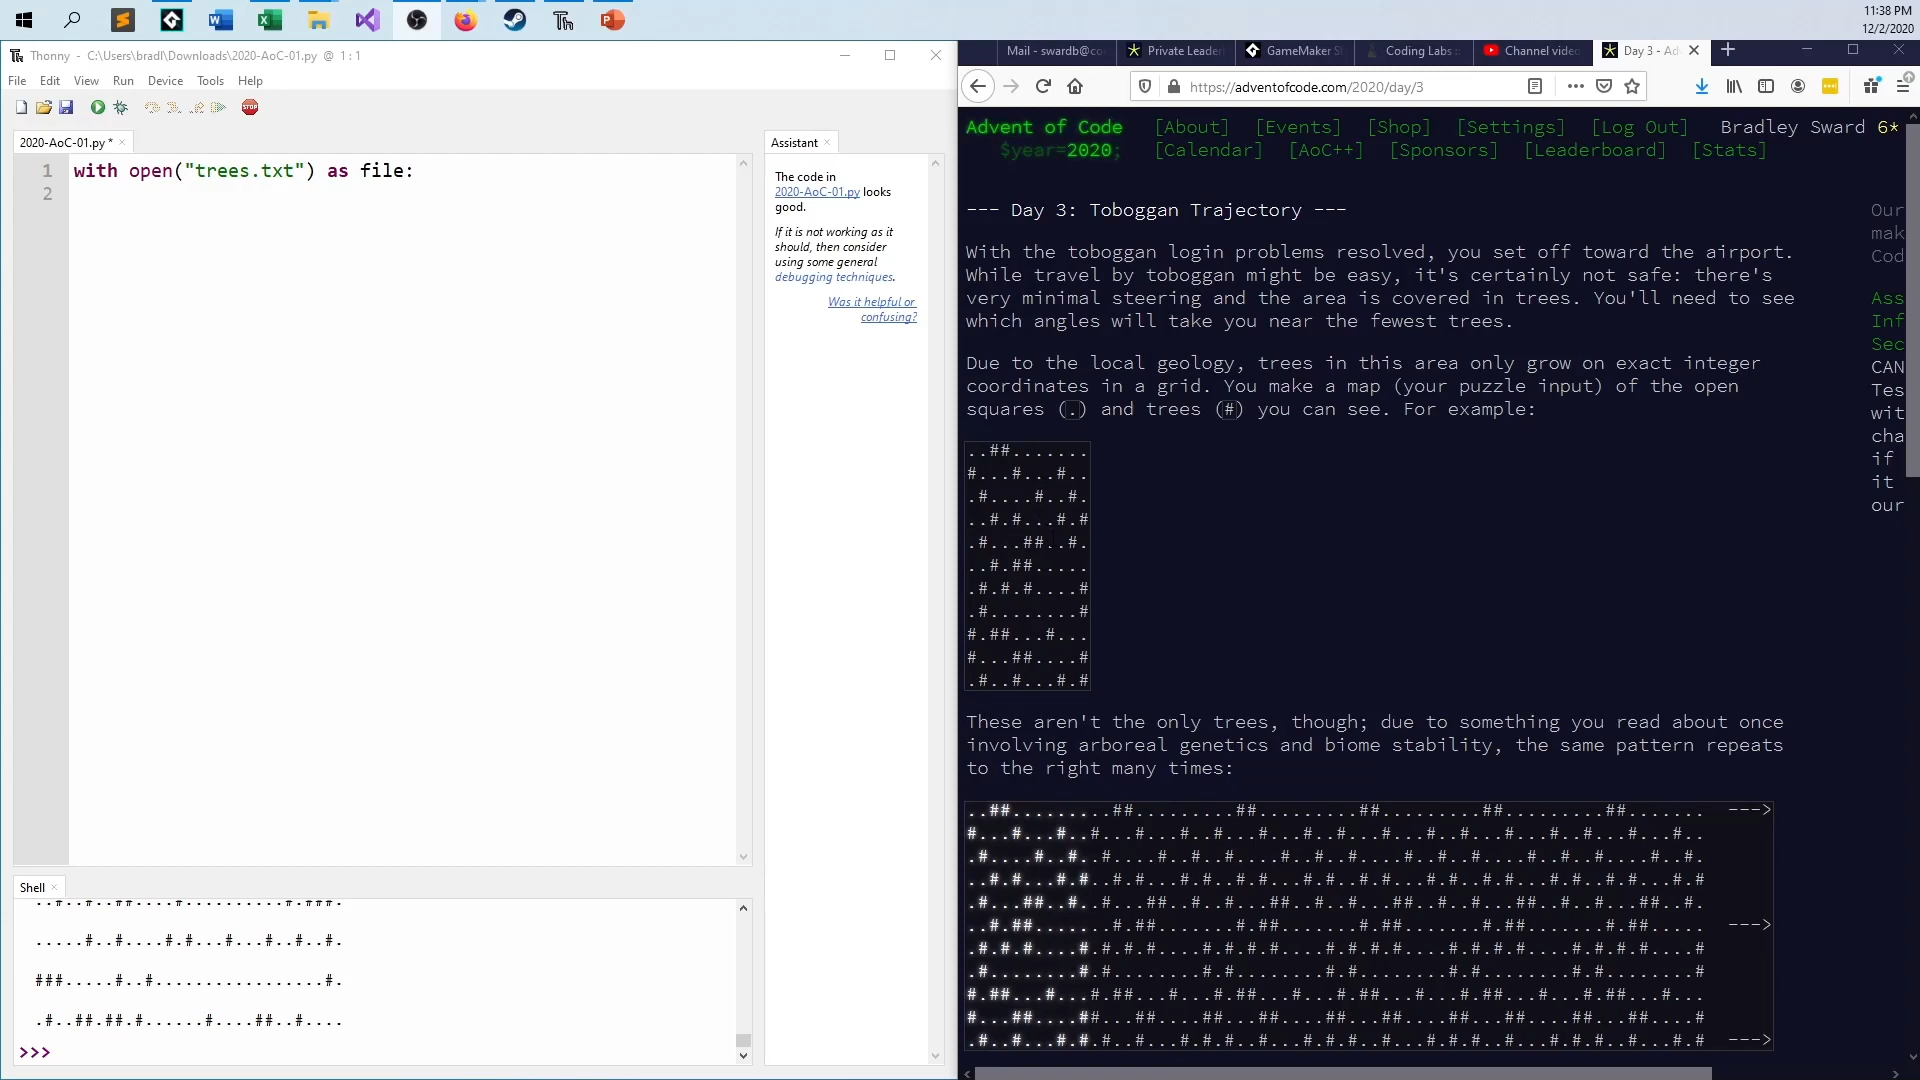 11:38 PM
12/2/2020
Thonny - C:\Users\bradl\Downloads\2020-AoC-01.py @ 1 : 1
File Edit View Run Device Tools Help
STOP
2020-AoC-01.py *
1 with open("trees.txt") as file:
2
Assistant
The code in
2020-AoC-01.py looks
good.
If it is not working as it
should, then consider
using some general
debugging techniques.
Was it helpful or
confusing?
Shell
.....#..#....#.#...#...#..#..#.
###.....#..#.................#.
.#..##.##.#......#....##..#....
>>>
Mail - swardb@co
Private Leader
GameMaker S
Coding Labs ::
Channel video
Day 3 - Ad
https://adventofcode.com/2020/day/3
Advent of Code [About] [Events] [Shop] [Settings] [Log Out] Bradley Sward 6*
$year=2020; [Calendar] [AoC++] [Sponsors] [Leaderboard] [Stats]
--- Day 3: Toboggan Trajectory ---
With the toboggan login problems resolved, you set off toward the airport.
While travel by toboggan might be easy, it's certainly not safe: there's
very minimal steering and the area is covered in trees. You'll need to see
which angles will take you near the fewest trees.
Due to the local geology, trees in this area only grow on exact integer
coordinates in a grid. You make a map (your puzzle input) of the open
squares (.) and trees (#) you can see. For example:
..##.......
#...#...#..
.#....#..#.
..#.#...#.#
.#...##..#.
..#.##.....
.#.#.#....#
.#........#
#.##...#...
#...##....#
.#..#...#.#
These aren't the only trees, though; due to something you read about once
involving arboreal genetics and biome stability, the same pattern repeats
to the right many times:
..##.........##.........##.........##.........##.........##....... --->
#...#...#..#...#...#..#...#...#..#...#...#..#...#...#..#...#...#..
.#....#..#..#....#..#..#....#..#..#....#..#..#....#..#..#....#..#.
..#.#...#.#..#.#...#.#..#.#...#.#..#.#...#.#..#.#...#.#..#.#...#.#
.#...##..#..#...##..#..#...##..#..#...##..#..#...##..#..#...##..#.
..#.##.......#.##.......#.##.......#.##.......#.##.......#.##..... --->
.#.#.#....#.#.#.#....#.#.#.#....#.#.#.#....#.#.#.#....#.#.#.#....#
.#........#.#........#.#........#.#........#.#........#.#........#
#.##...#...#.##...#...#.##...#...#.##...#...#.##...#...#.##...#...
#...##....##...##....##...##....##...##....##...##....##...##....#
.#..#...#.#.#..#...#.#.#..#...#.#.#..#...#.#.#..#...#.#.#..#...#.# --->
Our
mak
Cod
Ass
Inf
Sec
CAN
Tes
wit
cha
if
it
our